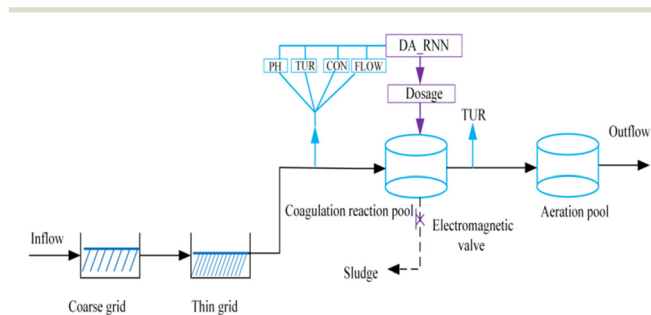 DA_RNN
PH TUR CON FLOW
Dosage
TUR
Outflow
Coagulation reaction pool
Electromagnetic
valve
Aeration pool
Inflow
Sludge
Coarse grid
Thin grid